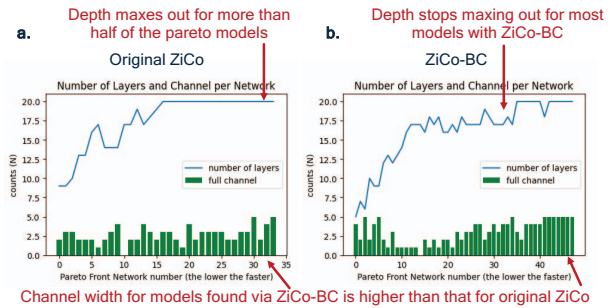 Depth maxes out for more than
half of the pareto models
Depth stops maxing out for most
models with ZiCo-BC
a.
Original ZiCo
Number of Layers and Channel per Network
counts (N)
20.0
17.5
15.0
12.5
10.0
7.5
5.0
2.5
0.0
number of layers
full channel
0 5 10 15 20 25 30 35
Pareto Front Network number (the lower the faster)
b.
ZiCo-BC
Number of Layers and Channel per Network
counts (N)
20.0
17.5
15.0
12.5
10.0
7.5
5.0
2.5
0.0
number of layers
full channel
0 10 20 30 40
Pareto Front Network number (the lower the faster)
Channel width for models found via ZiCo-BC is higher than that for original ZiCo